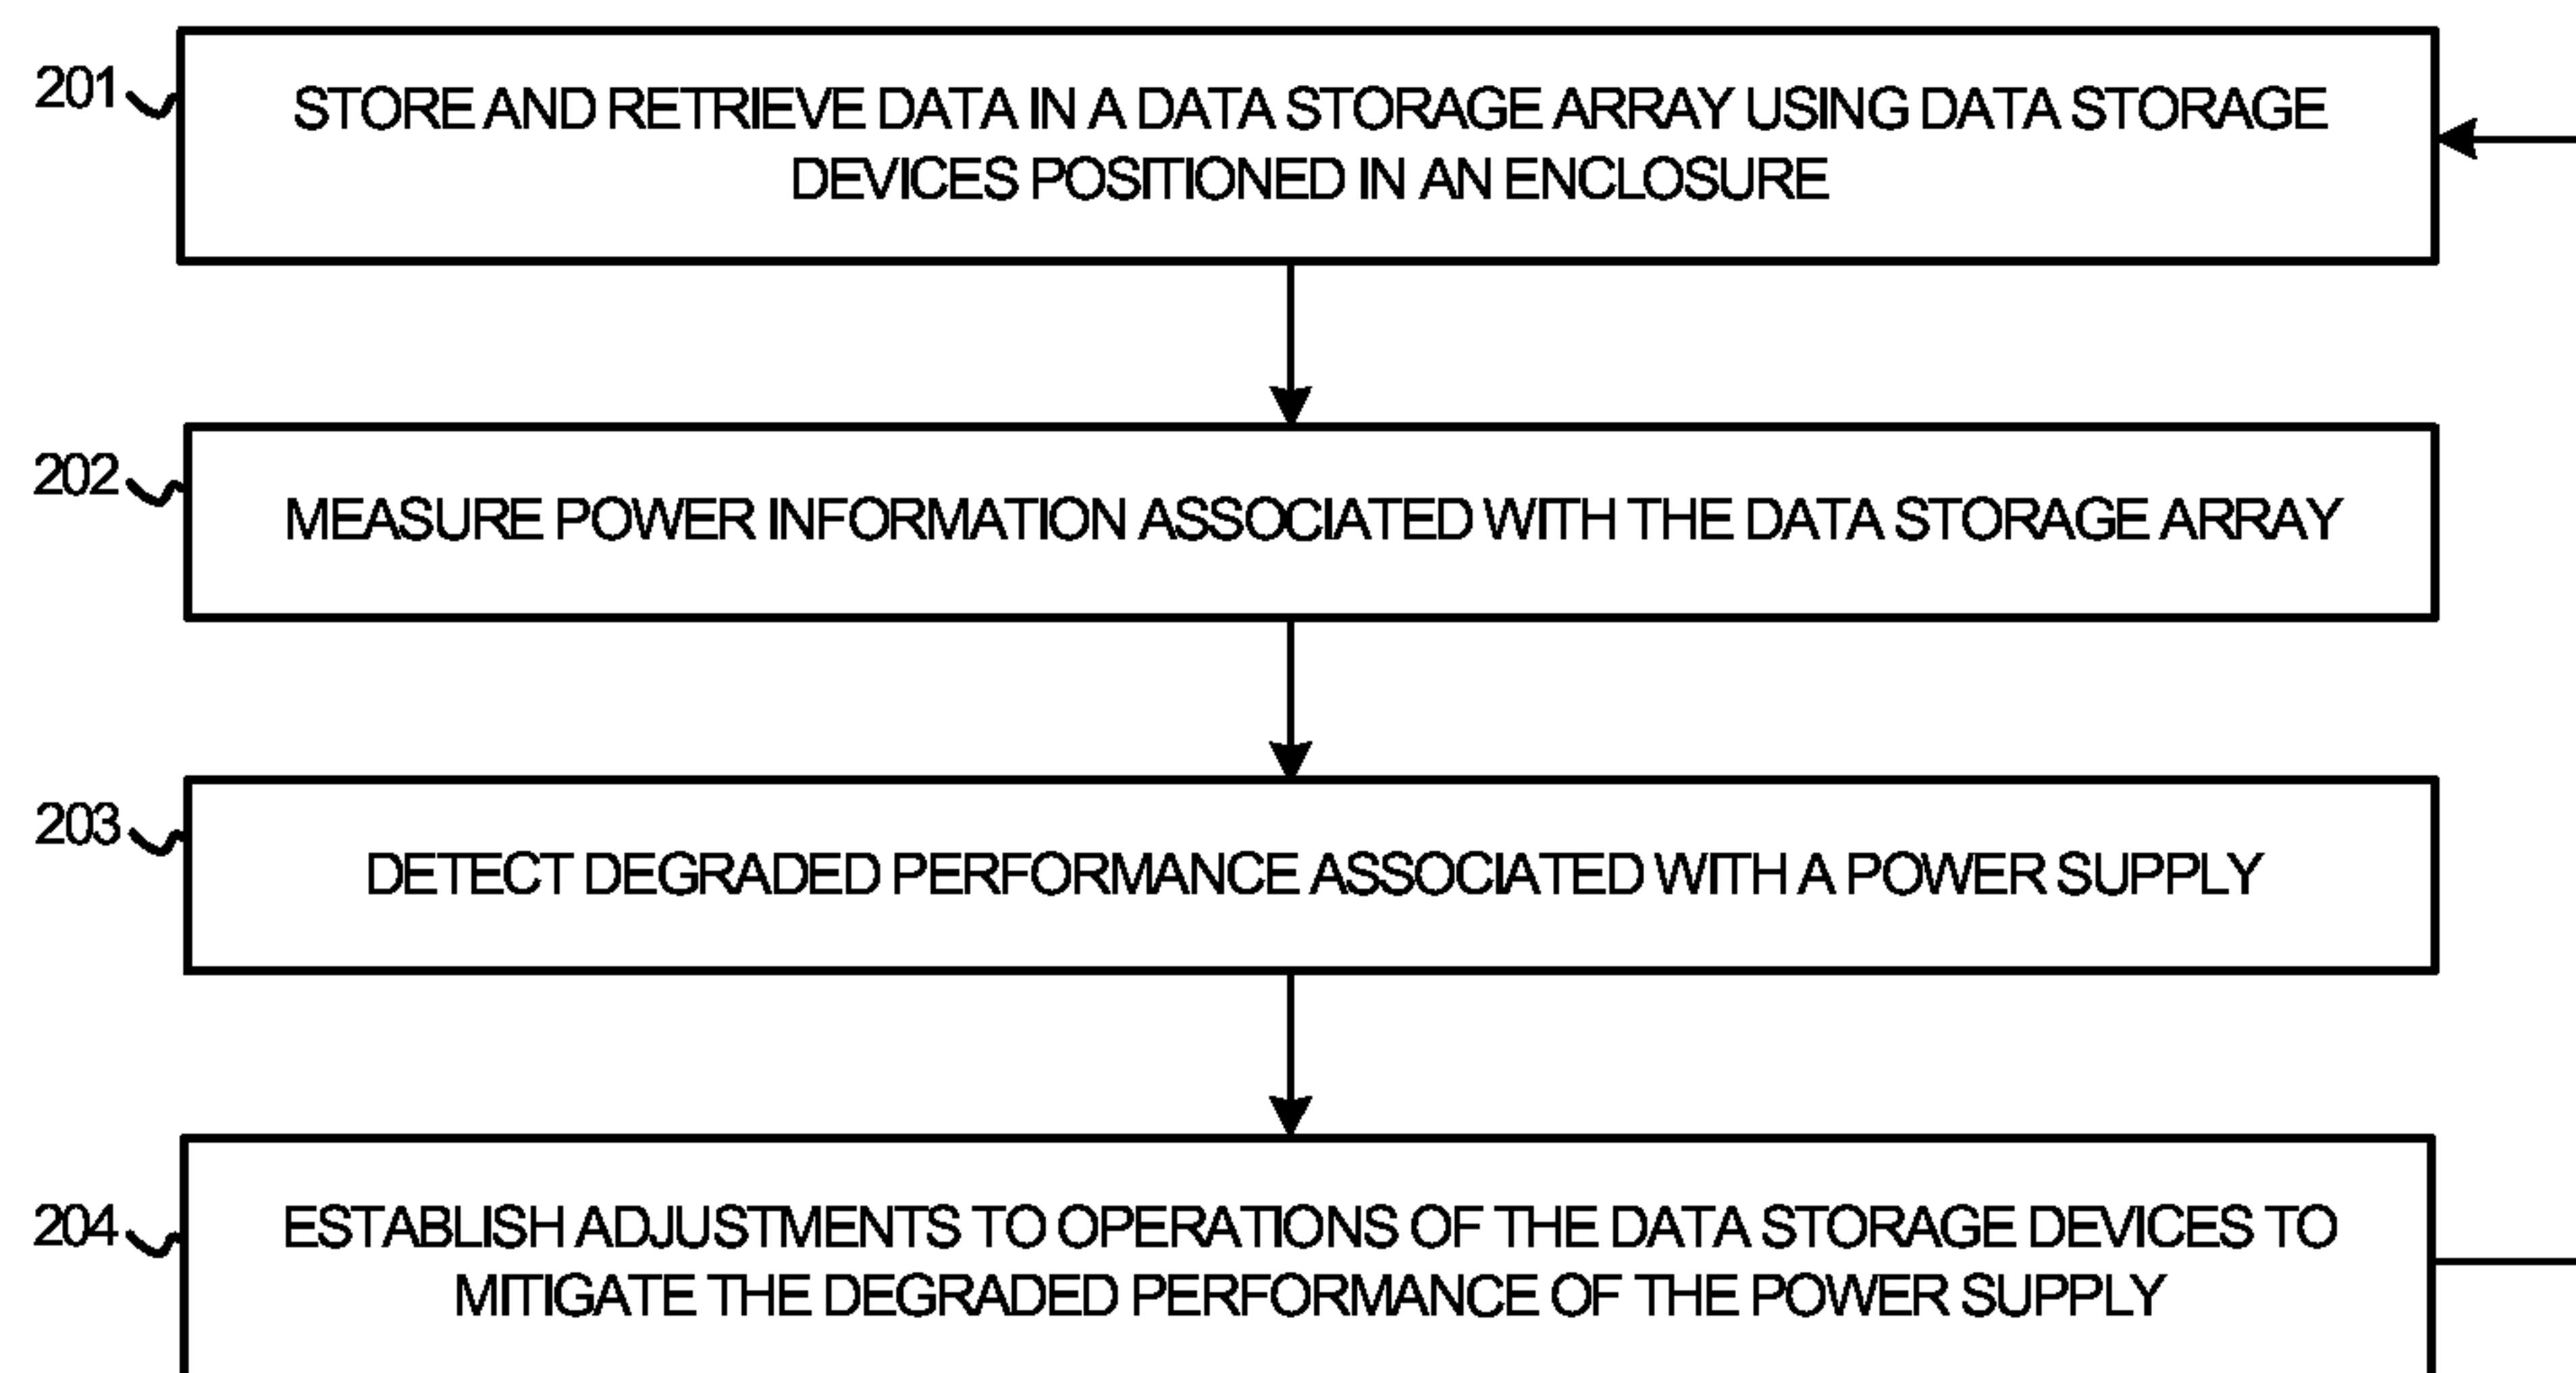 201
STORE AND RETRIEVE DATA IN A DATA STORAGE ARRAY USING DATA STORAGE
DEVICES POSITIONED IN AN ENCLOSURE
202
MEASURE POWER INFORMATION ASSOCIATED WITH THE DATA STORAGE ARRAY
203
DETECT DEGRADED PERFORMANCE ASSOCIATED WITH A POWER SUPPLY
204
ESTABLISH ADJUSTMENTS TO OPERATIONS OF THE DATA STORAGE DEVICES TO
MITIGATE THE DEGRADED PERFORMANCE OF THE POWER SUPPLY